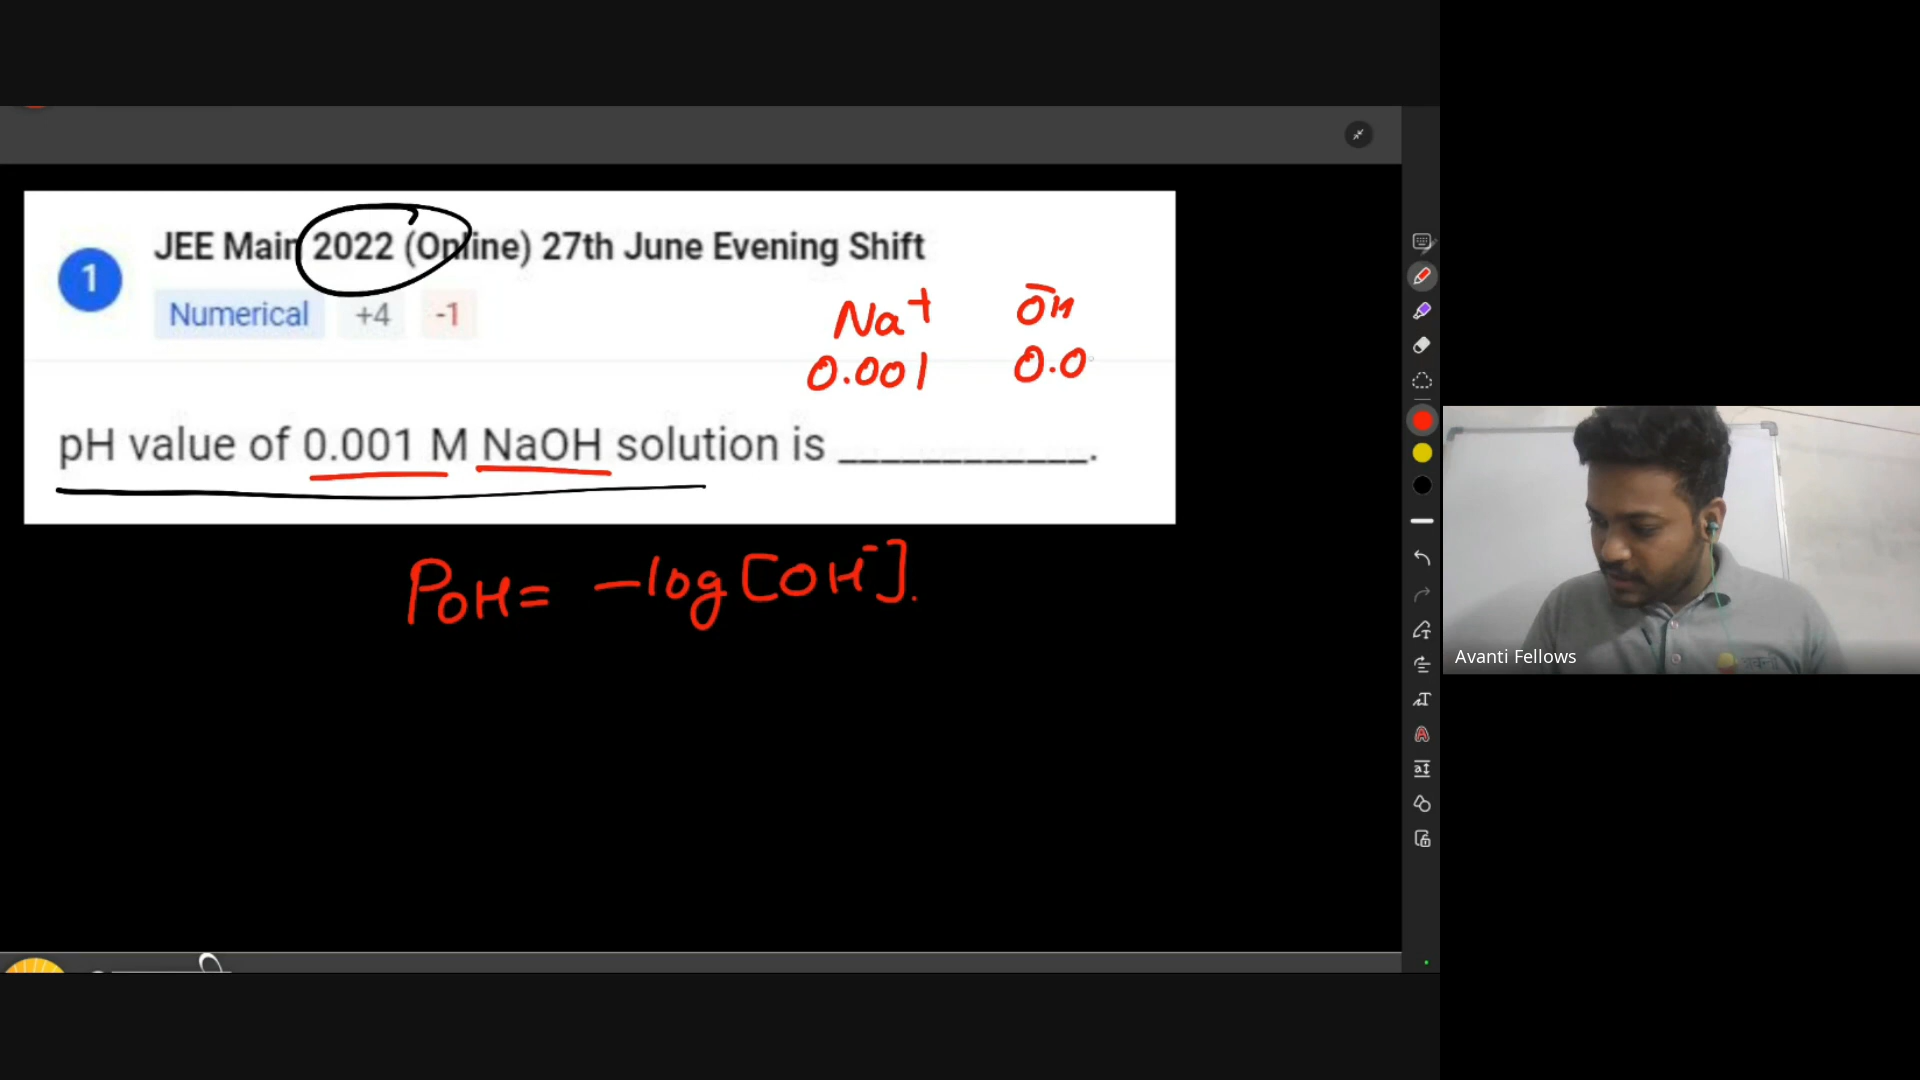 JEE Main 2022 (Online) 27th June Evening Shift
1
Numerical +4 -1
Na+ OH-
0.001 0.0
pH value of 0.001 M NaOH solution is ____________.
POH = -log[OH-].
Avanti Fellows